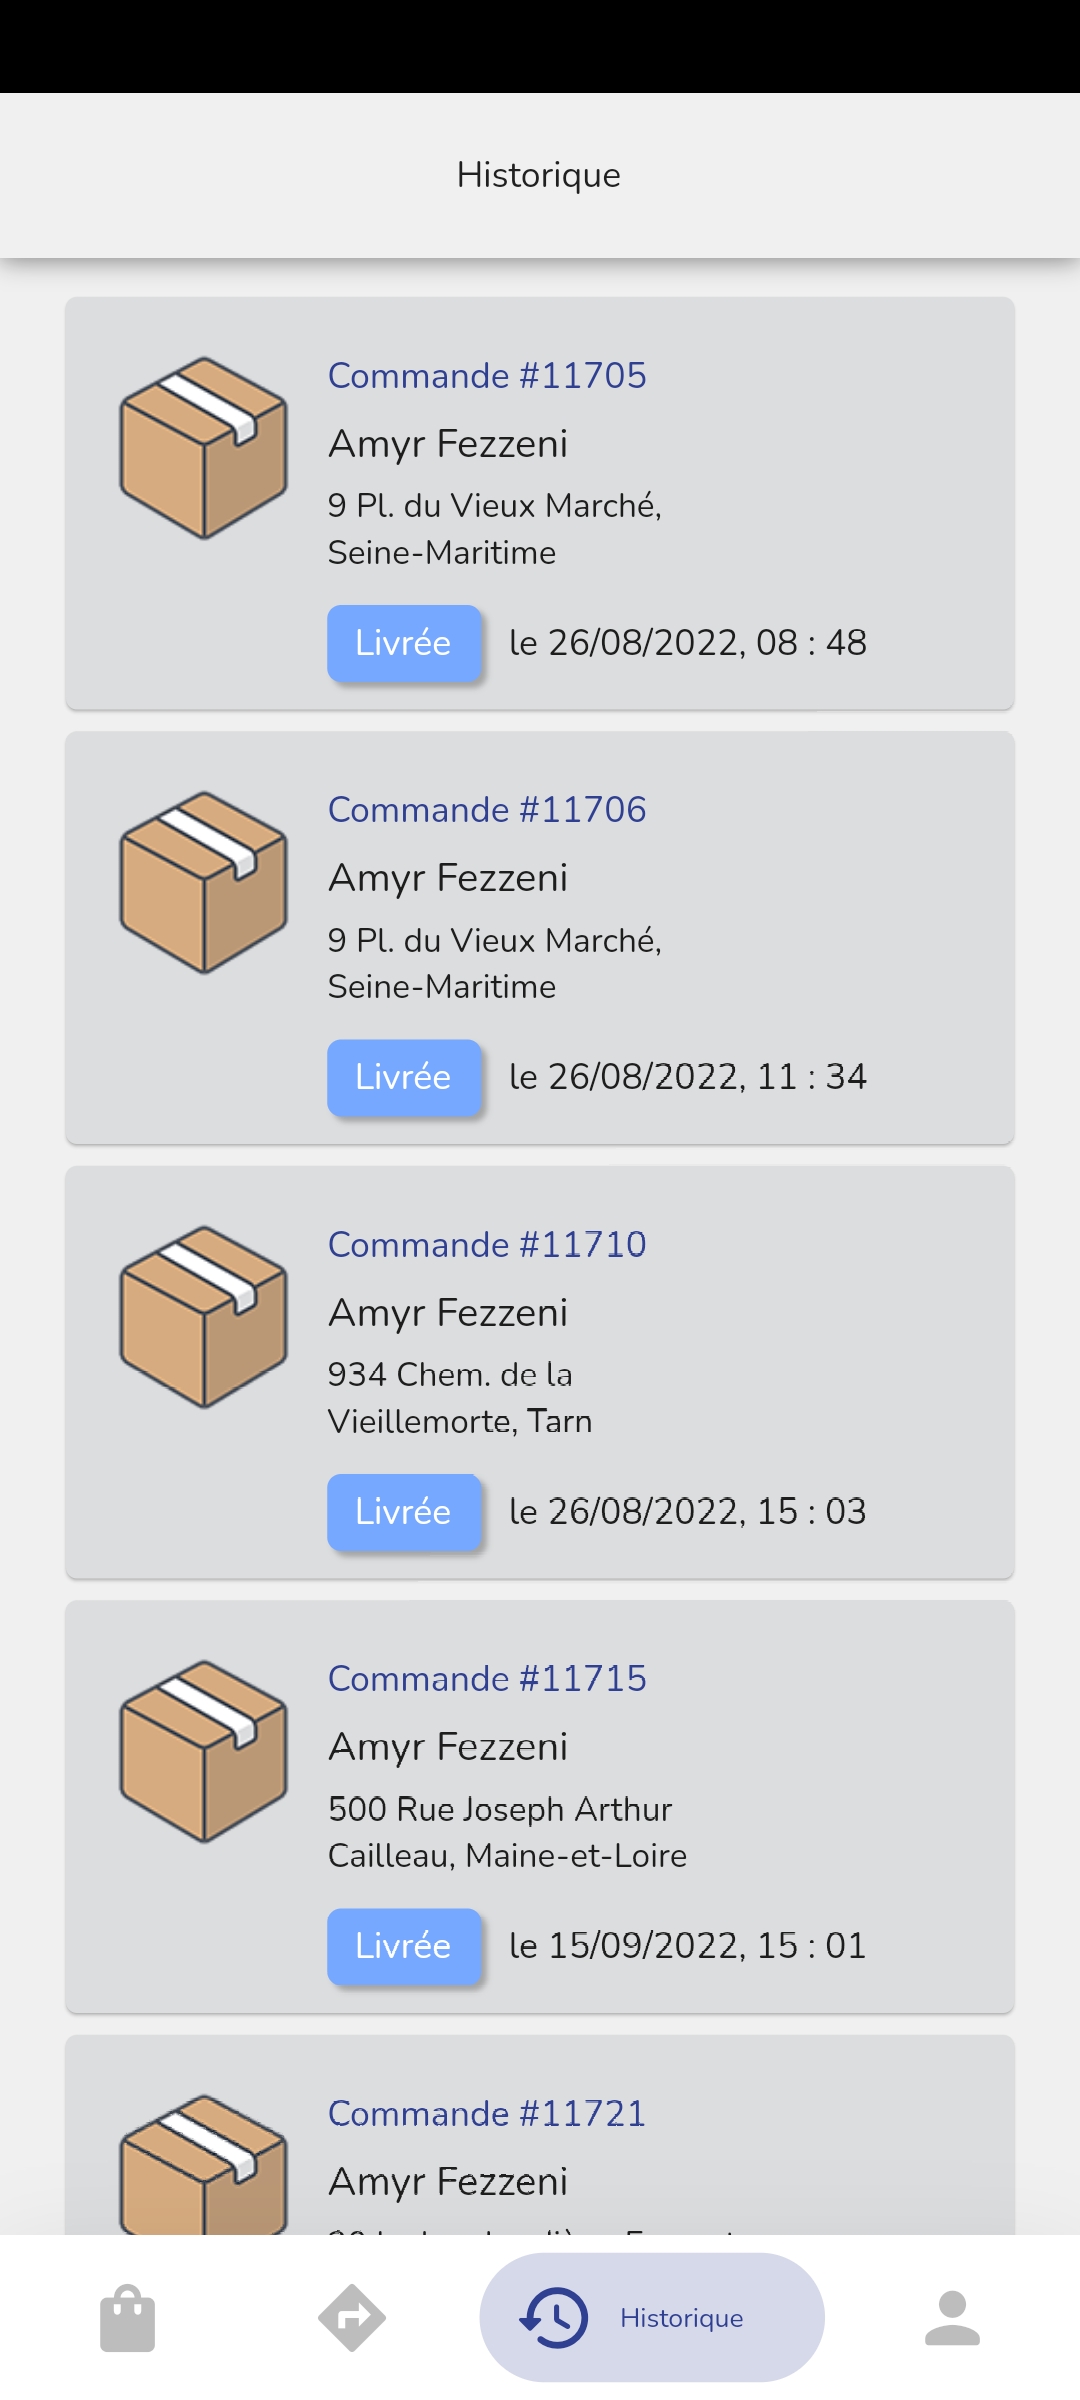 Historique
Commande #11705
Amyr Fezzeni
9 Pl. du Vieux Marché,
Seine-Maritime
Livrée le 26/08/2022, 08 : 48
Commande #11706
Amyr Fezzeni
9 Pl. du Vieux Marché,
Seine-Maritime
Livrée le 26/08/2022, 11 : 34
Commande #11710
Amyr Fezzeni
934 Chem. de la
Vieillemorte, Tarn
Livrée le 26/08/2022, 15 : 03
Commande #11715
Amyr Fezzeni
500 Rue Joseph Arthur
Cailleau, Maine-et-Loire
Livrée le 15/09/2022, 15 : 01
Commande #11721
Amyr Fezzeni
Historique